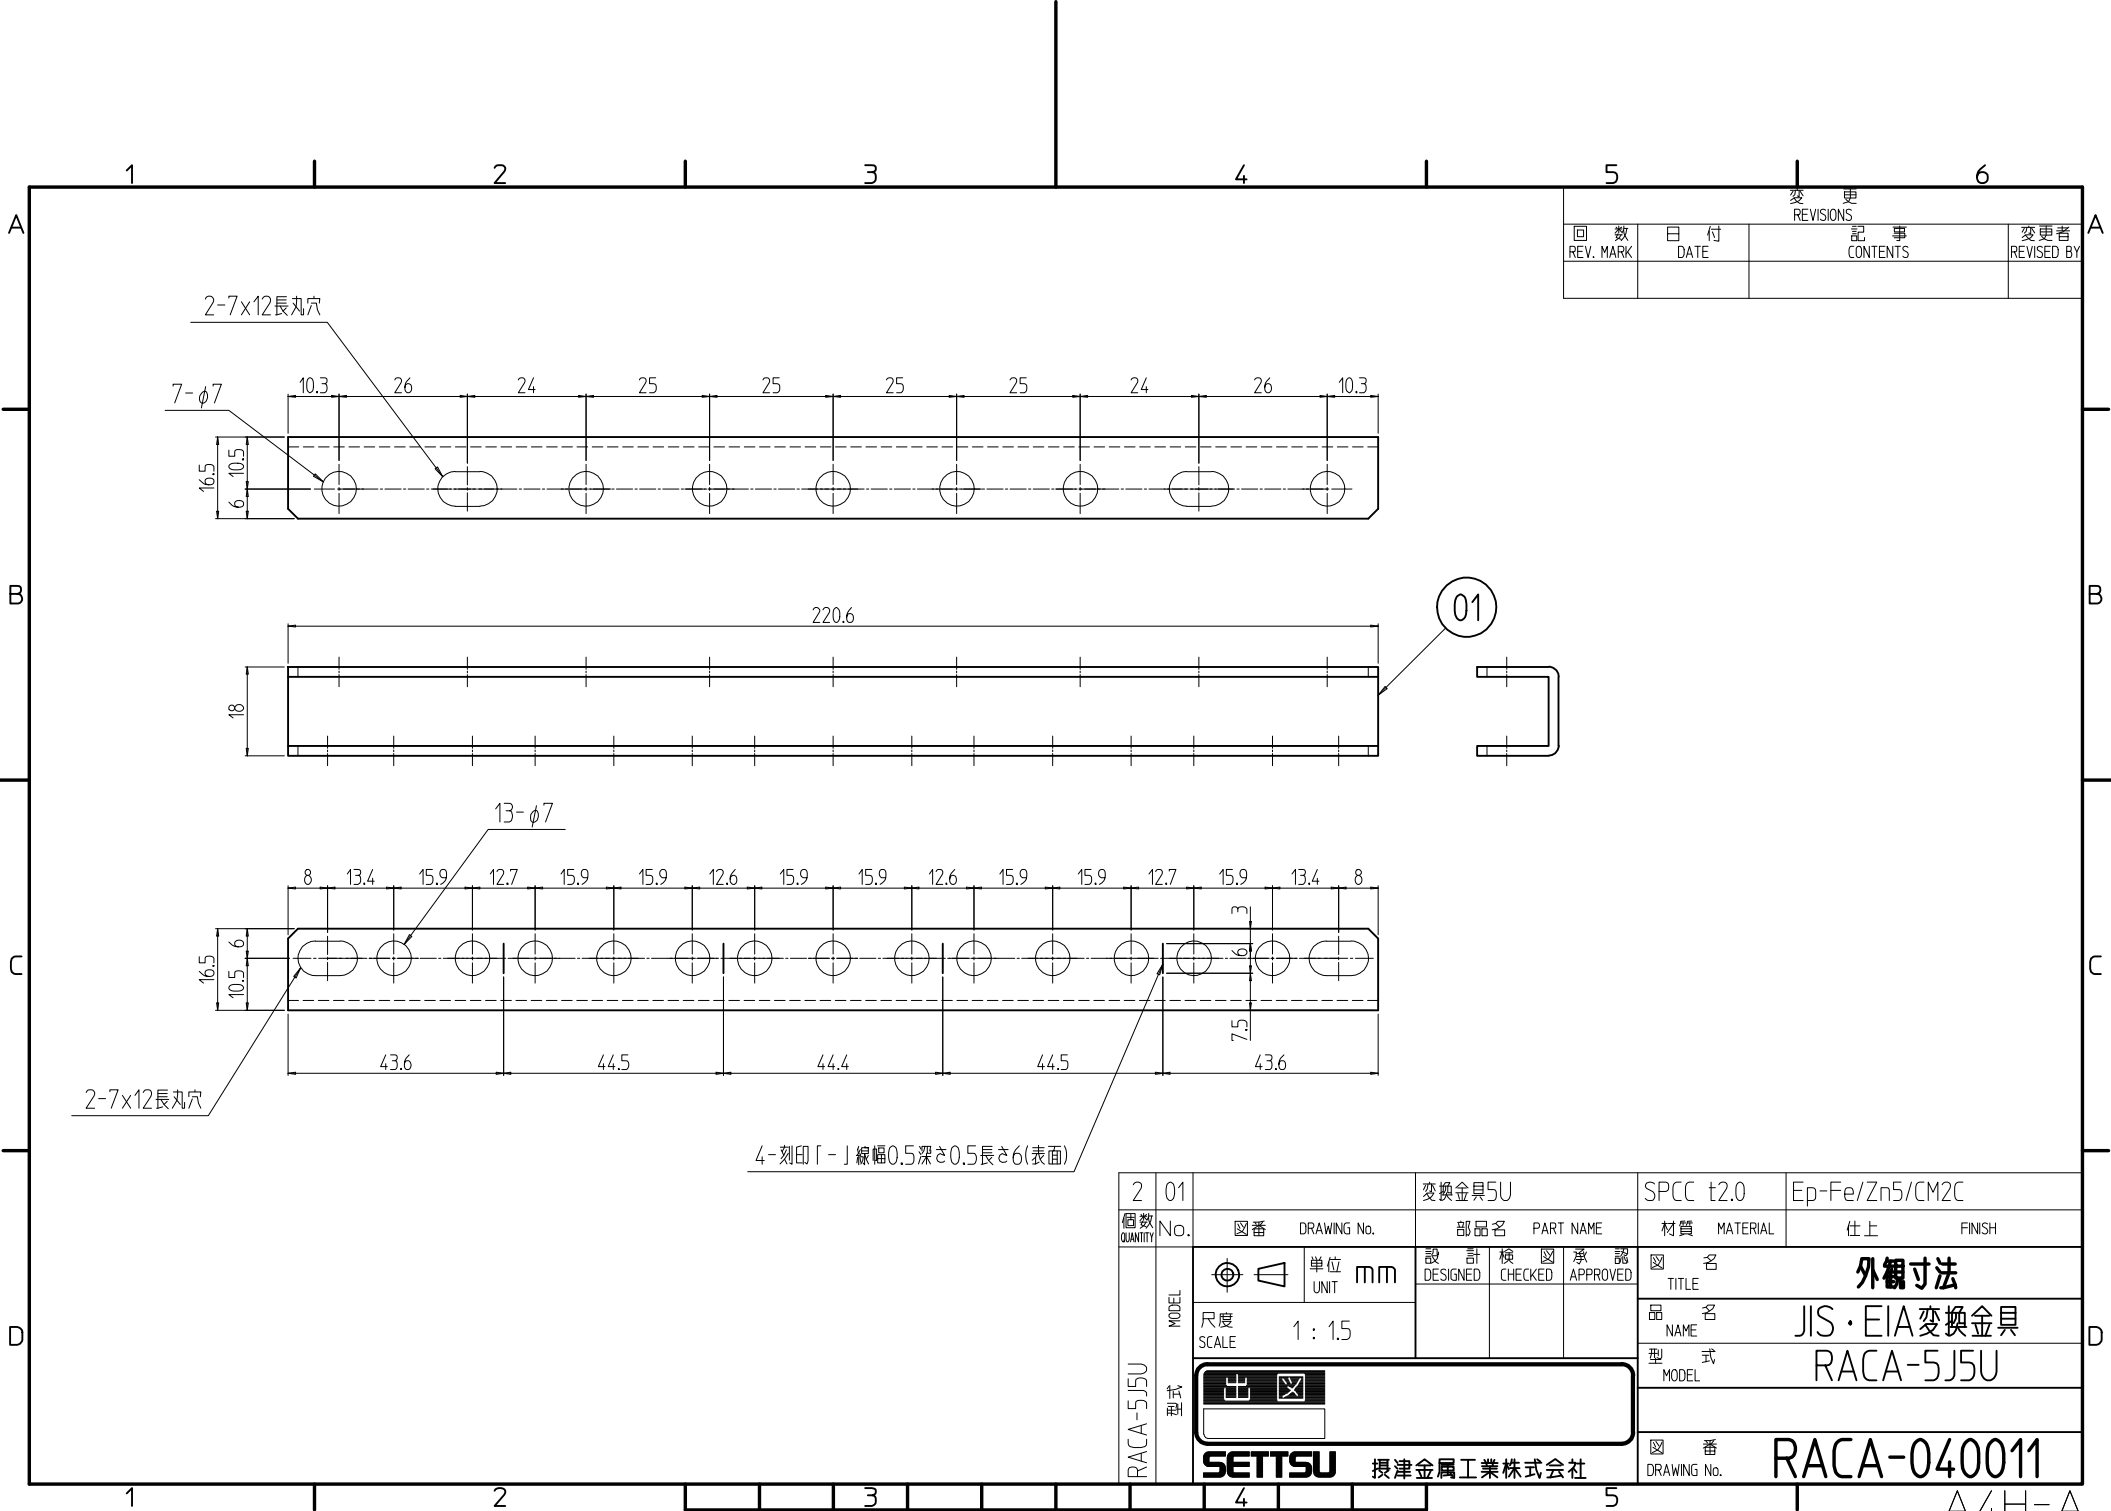 1 2 3 4 5 6
A A
変更
REVISIONS
回数 日付 記事 変更者
REV. MARK DATE CONTENTS REVISED BY
2-7x12長丸穴
7-φ7
10.3 26 24 25 25 25 25 24 26 10.3
16.5 10.5 6
B B
220.6
01
18
13-φ7
8 13.4 15.9 12.7 15.9 15.9 12.6 15.9 15.9 12.6 15.9 15.9 12.7 15.9 13.4 8
3
16.5 6 10.5
6
7.5
C C
43.6 44.5 44.4 44.5 43.6
2-7x12長丸穴
4-刻印「-」線幅0.5深さ0.5長さ6(表面)
2 01 変換金具5U SPCC t2.0 Ep-Fe/Zn5/CM2C
個数 No. 図番 DRAWING No. 部品名 PART NAME 材質 MATERIAL 仕上 FINISH
QUANTITY
単位 mm
UNIT
設計 検図 承認
DESIGNED CHECKED APPROVED
図名
TITLE
外観寸法
尺度
SCALE
1 : 1.5
品名
NAME
JIS・EIA変換金具
D D
型式
MODEL
RACA-5J5U
RACA-5J5U
型式 MODEL
出図
SETTSU 摂津金属工業株式会社
図番
DRAWING No.
RACA-040011
1 2 3 4 5